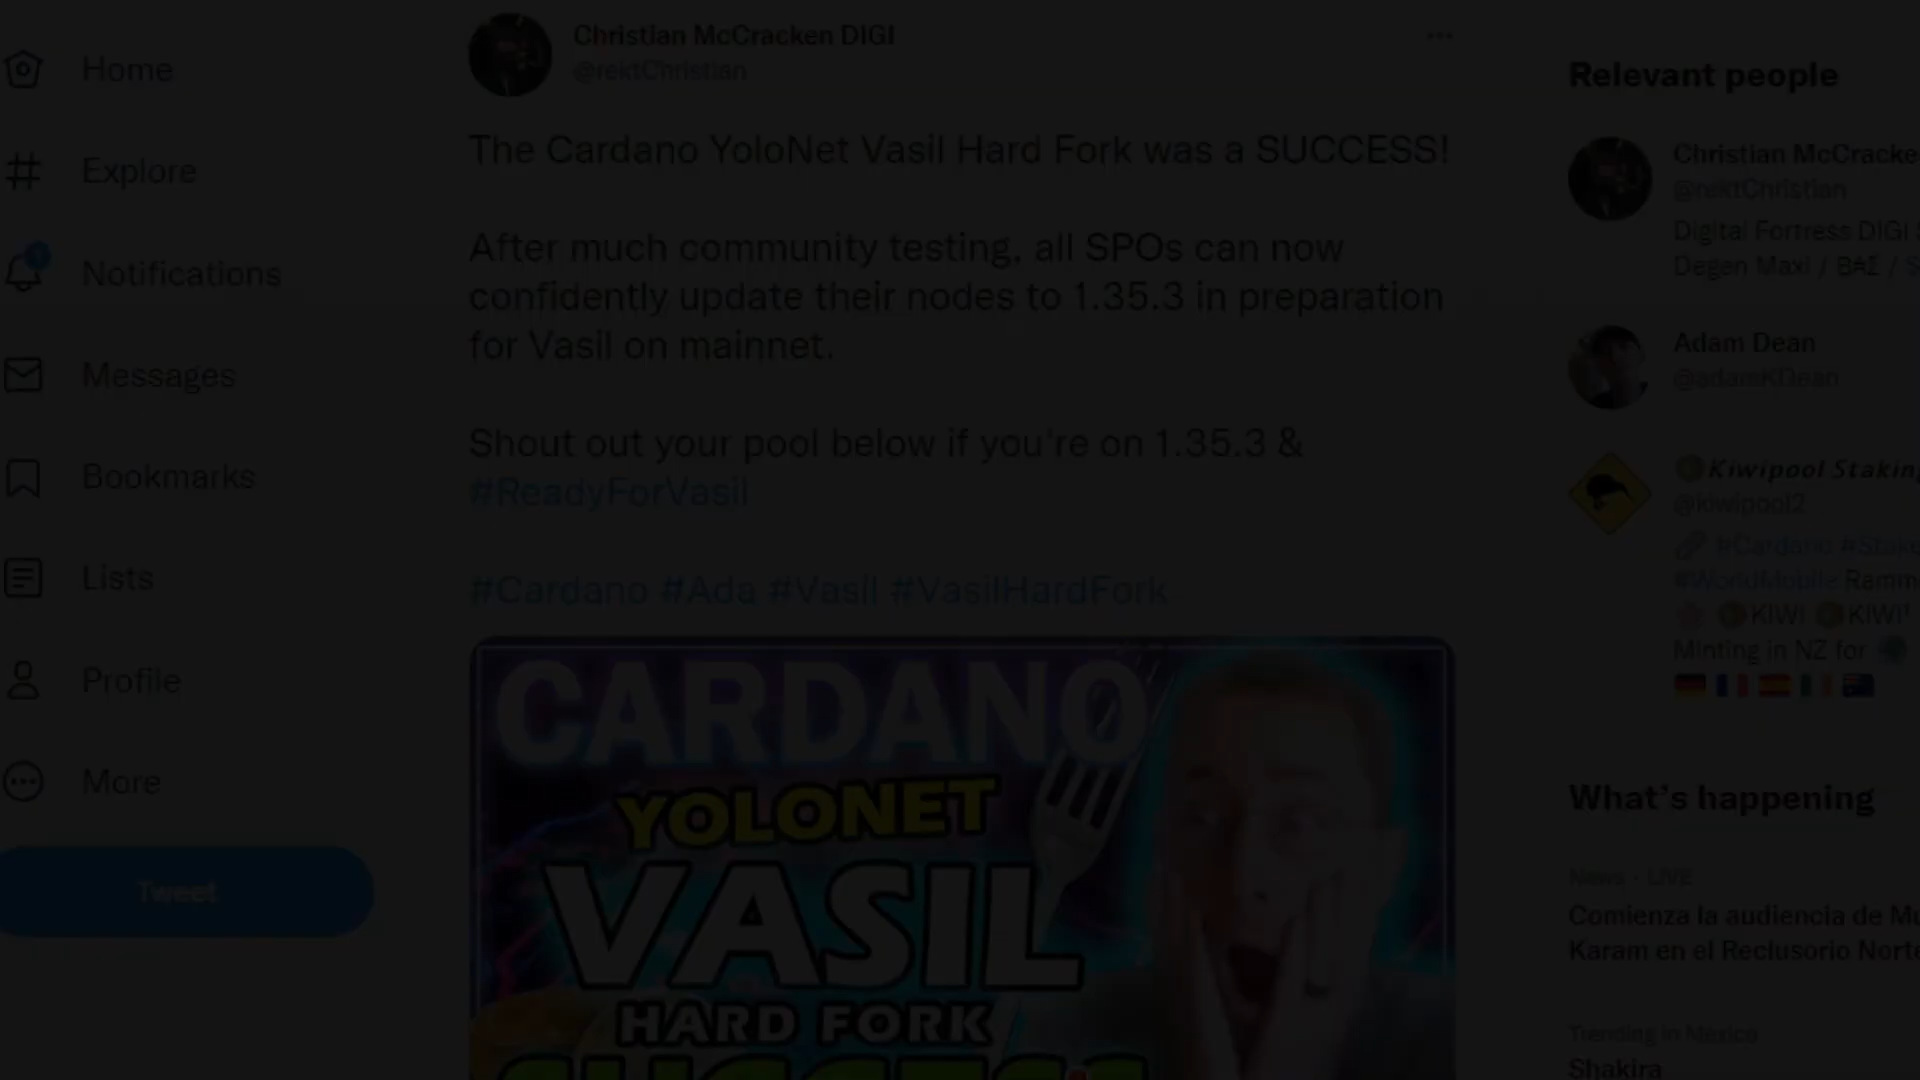 Home
Explore
Notifications
Messages
Bookmarks
Lists
Profile
More
Tweet
Christian McCracken DIGI
@rektChristian
The Cardano YoloNet Vasil Hard Fork was a SUCCESS!
After much community testing, all SPOs can now
confidently update their nodes to 1.35.3 in preparation
for Vasil on mainnet.
Shout out your pool below if you're on 1.35.3 &
#ReadyForVasil
#Cardano #Ada #Vasil #VasilHardFork
CARDANO
YOLONET
VASIL
HARD FORK
SUCCESS
Relevant people
Christian McCracke
@rektChristian
Digital Fortress DIGI
Degen Maxi / BAE / S
Adam Dean
@adamKDean
Kiwipool Staking
@kiwipool2
#Cardano #Stake
#WorldMobile Remm
KIWI KIWI
Minting in NZ for
What's happening
News · LIVE
Comienza la audiencia de Mu
Karam en el Reclusorio Norte
Trending in Mexico
Shakira